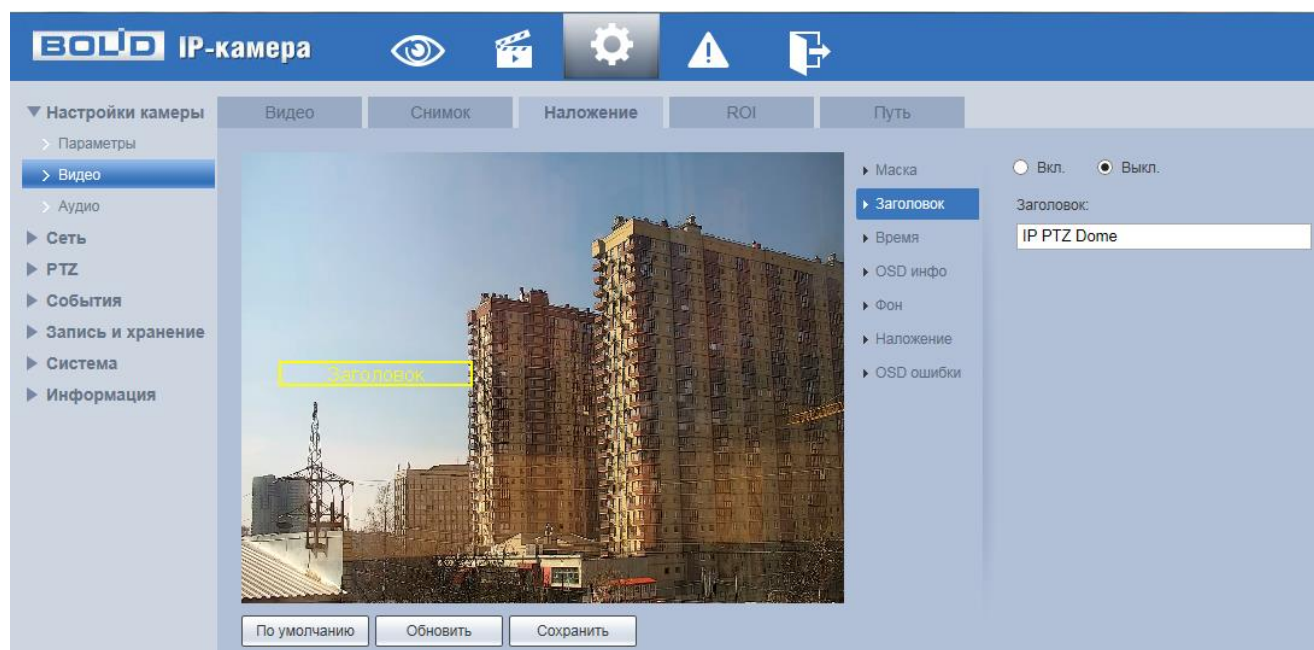 BOLID IP-камера
Настройки камеры
Параметры
Видео
Аудио
Сеть
PTZ
События
Запись и хранение
Система
Информация
Видео
Снимок
Наложение
ROI
Путь
Заголовок
Маска
Заголовок
Время
OSD инфо
Фон
Наложение
OSD ошибки
Вкл. Выкл.
Заголовок:
IP PTZ Dome
По умолчанию
Обновить
Сохранить